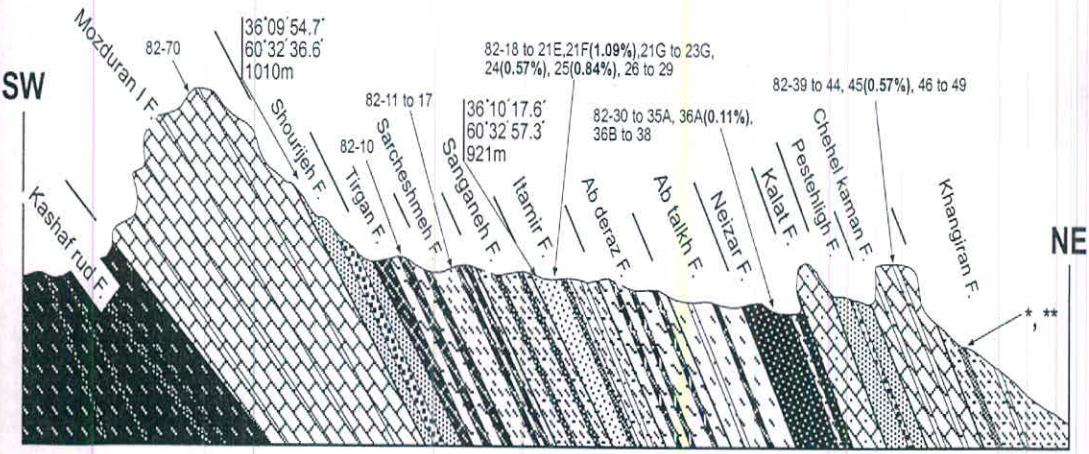 SW
Kashaf rud F.
Mozduran I F.
82-70
36°09´54.7˝
60°32´36.6˝
1010m
Shourijeh F.
Tirgan F.
82-10
Sarcheshmeh F.
82-11 to 17
Sanganeh F.
36°10´17.6˝
60°32´57.3˝
921m
Itamir F.
82-18 to 21E,21F(1.09%),21G to 23G,
24(0.57%), 25(0.84%), 26 to 29
Ab deraz F.
Ab talkh F.
Neizar F.
82-30 to 35A, 36A(0.11%),
36B to 38
Kalat F.
Pestehligh F.
Chehel kaman F.
82-39 to 44, 45(0.57%), 46 to 49
Khangiran F.
*, **
NE